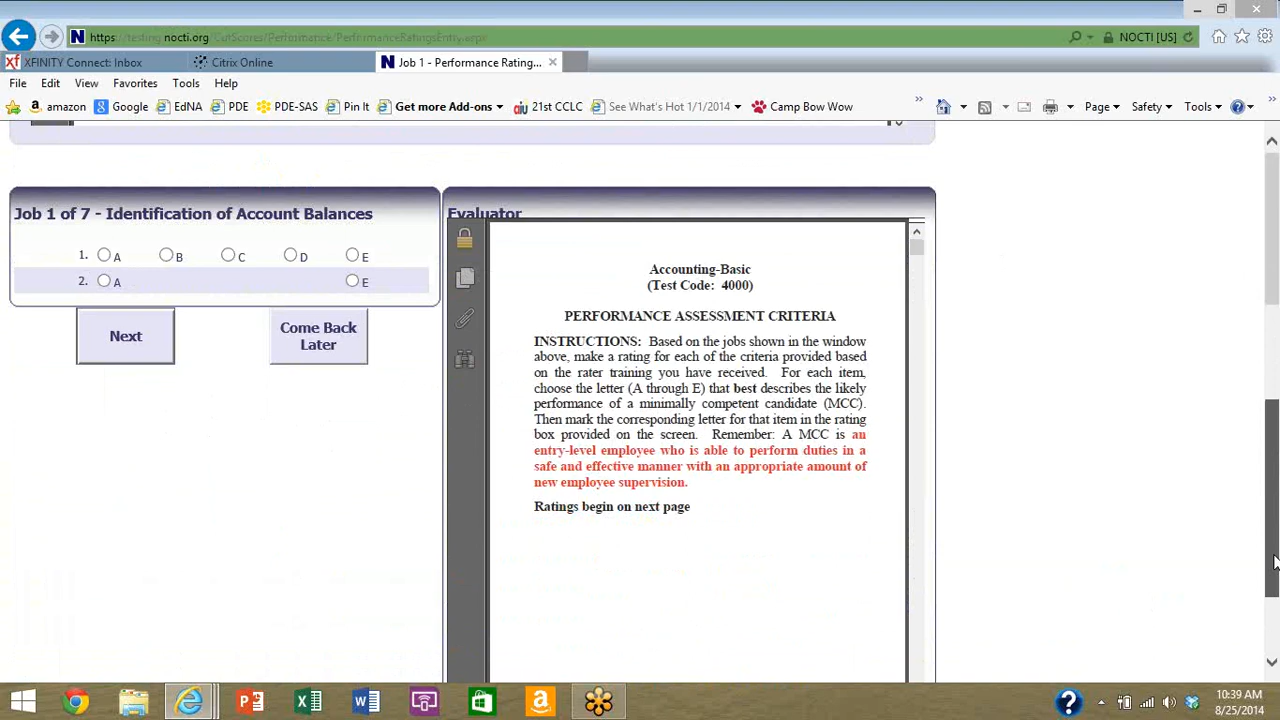 https://testing.nocti.org/CutScores/Performance/PerformanceRatingsEntry.aspx
NOCTI [US]
XFINITY Connect: Inbox
Citrix Online
N Job 1 - Performance Rating...
File Edit View Favorites Tools Help
amazon Google EdNA PDE PDE-SAS Pin It Get more Add-ons 21st CCLC See What's Hot 1/1/2014 Camp Bow Wow » Page Safety Tools »
Job 1 of 7 - Identification of Account Balances
1. A B C D E
2. A E
Next
Come Back
Later
Evaluator
Accounting-Basic
(Test Code: 4000)
PERFORMANCE ASSESSMENT CRITERIA
INSTRUCTIONS: Based on the jobs shown in the window
above, make a rating for each of the criteria provided based
on the rater training you have received. For each item,
choose the letter (A through E) that best describes the likely
performance of a minimally competent candidate (MCC).
Then mark the corresponding letter for that item in the rating
box provided on the screen. Remember: A MCC is an
entry-level employee who is able to perform duties in a
safe and effective manner with an appropriate amount of
new employee supervision.
Ratings begin on next page
10:39 AM
8/25/2014